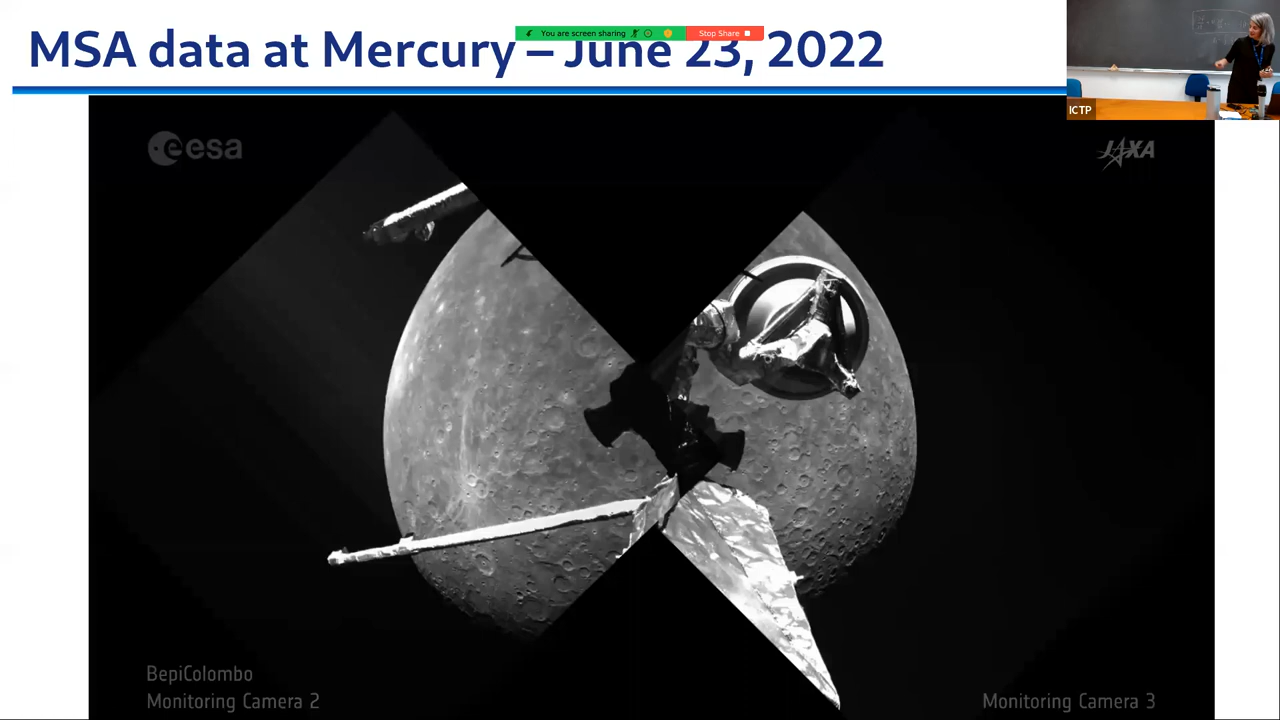 MSA data at Mercury – June 23, 2022
You are screen sharing
Stop Share
ICTP
esa
JAXA
BepiColombo
Monitoring Camera 2
Monitoring Camera 3